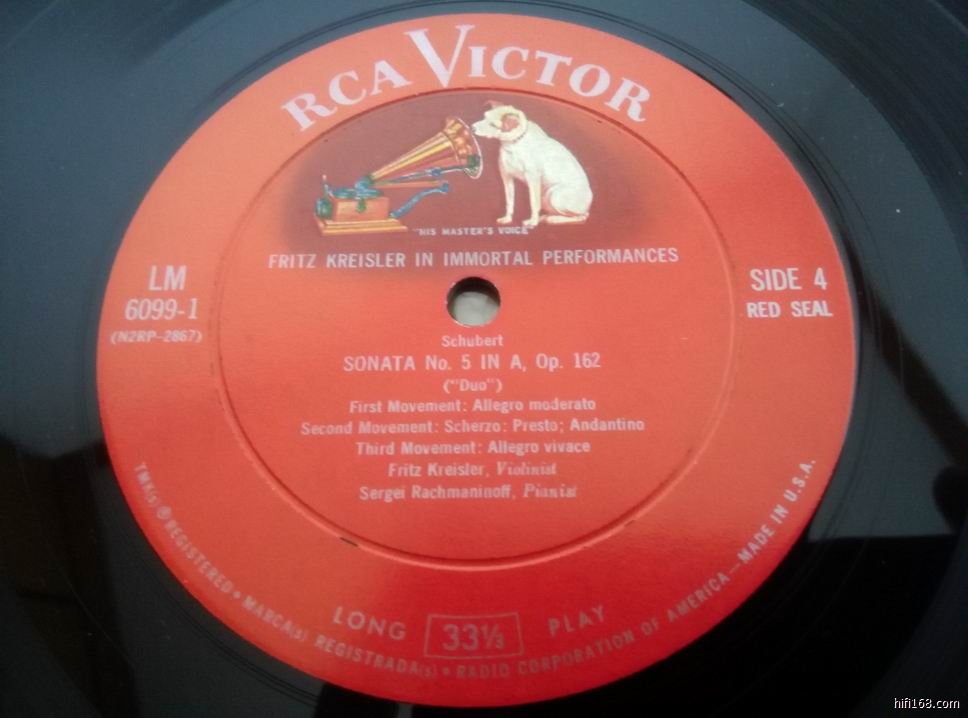 RCA VICTOR
"HIS MASTER'S VOICE"
FRITZ KREISLER IN IMMORTAL PERFORMANCES
LM
6099-1
(N2RP-2867)
SIDE 4
RED SEAL
Schubert
SONATA No. 5 IN A, Op. 162
("Duo")
First Movement: Allegro moderato
Second Movement: Scherzo: Presto; Andantino
Third Movement: Allegro vivace
Fritz Kreisler, Violinist
Sergei Rachmaninoff, Pianist
LONG 33⅓ PLAY
TMK(s) ® REGISTERED • MARCA(s) REGISTRADA(s) • RADIO CORPORATION OF AMERICA—MADE IN U.S.A.
hifi168.com